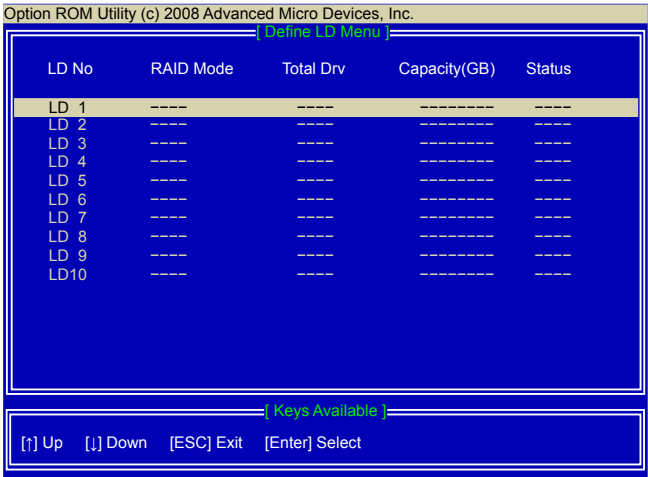 Option ROM Utility (c) 2008 Advanced Micro Devices, Inc.
[ Define LD Menu ]
LD No RAID Mode Total Drv Capacity(GB) Status
LD 1 ---- ---- -------- ----
LD 2 ---- ---- -------- ----
LD 3 ---- ---- -------- ----
LD 4 ---- ---- -------- ----
LD 5 ---- ---- -------- ----
LD 6 ---- ---- -------- ----
LD 7 ---- ---- -------- ----
LD 8 ---- ---- -------- ----
LD 9 ---- ---- -------- ----
LD10 ---- ---- -------- ----
[ Keys Available ]
[↑] Up [↓] Down [ESC] Exit [Enter] Select